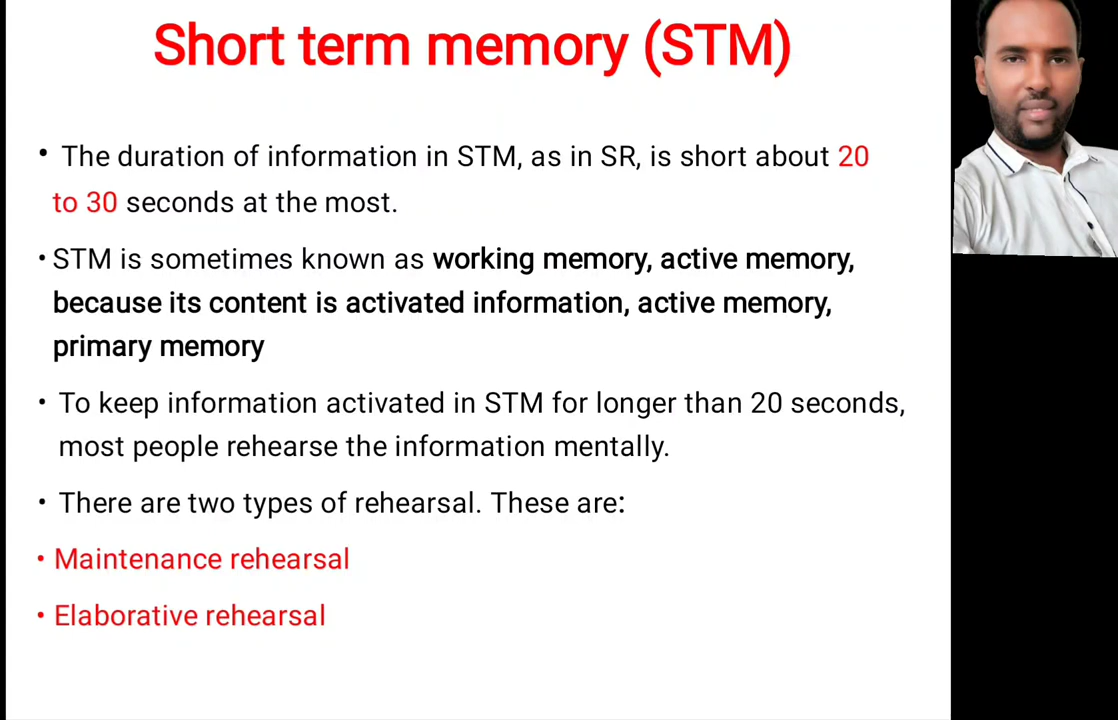 Short term memory (STM)
• The duration of information in STM, as in SR, is short about 20
to 30 seconds at the most.
• STM is sometimes known as working memory, active memory,
because its content is activated information, active memory,
primary memory
• To keep information activated in STM for longer than 20 seconds,
most people rehearse the information mentally.
• There are two types of rehearsal. These are:
• Maintenance rehearsal
• Elaborative rehearsal